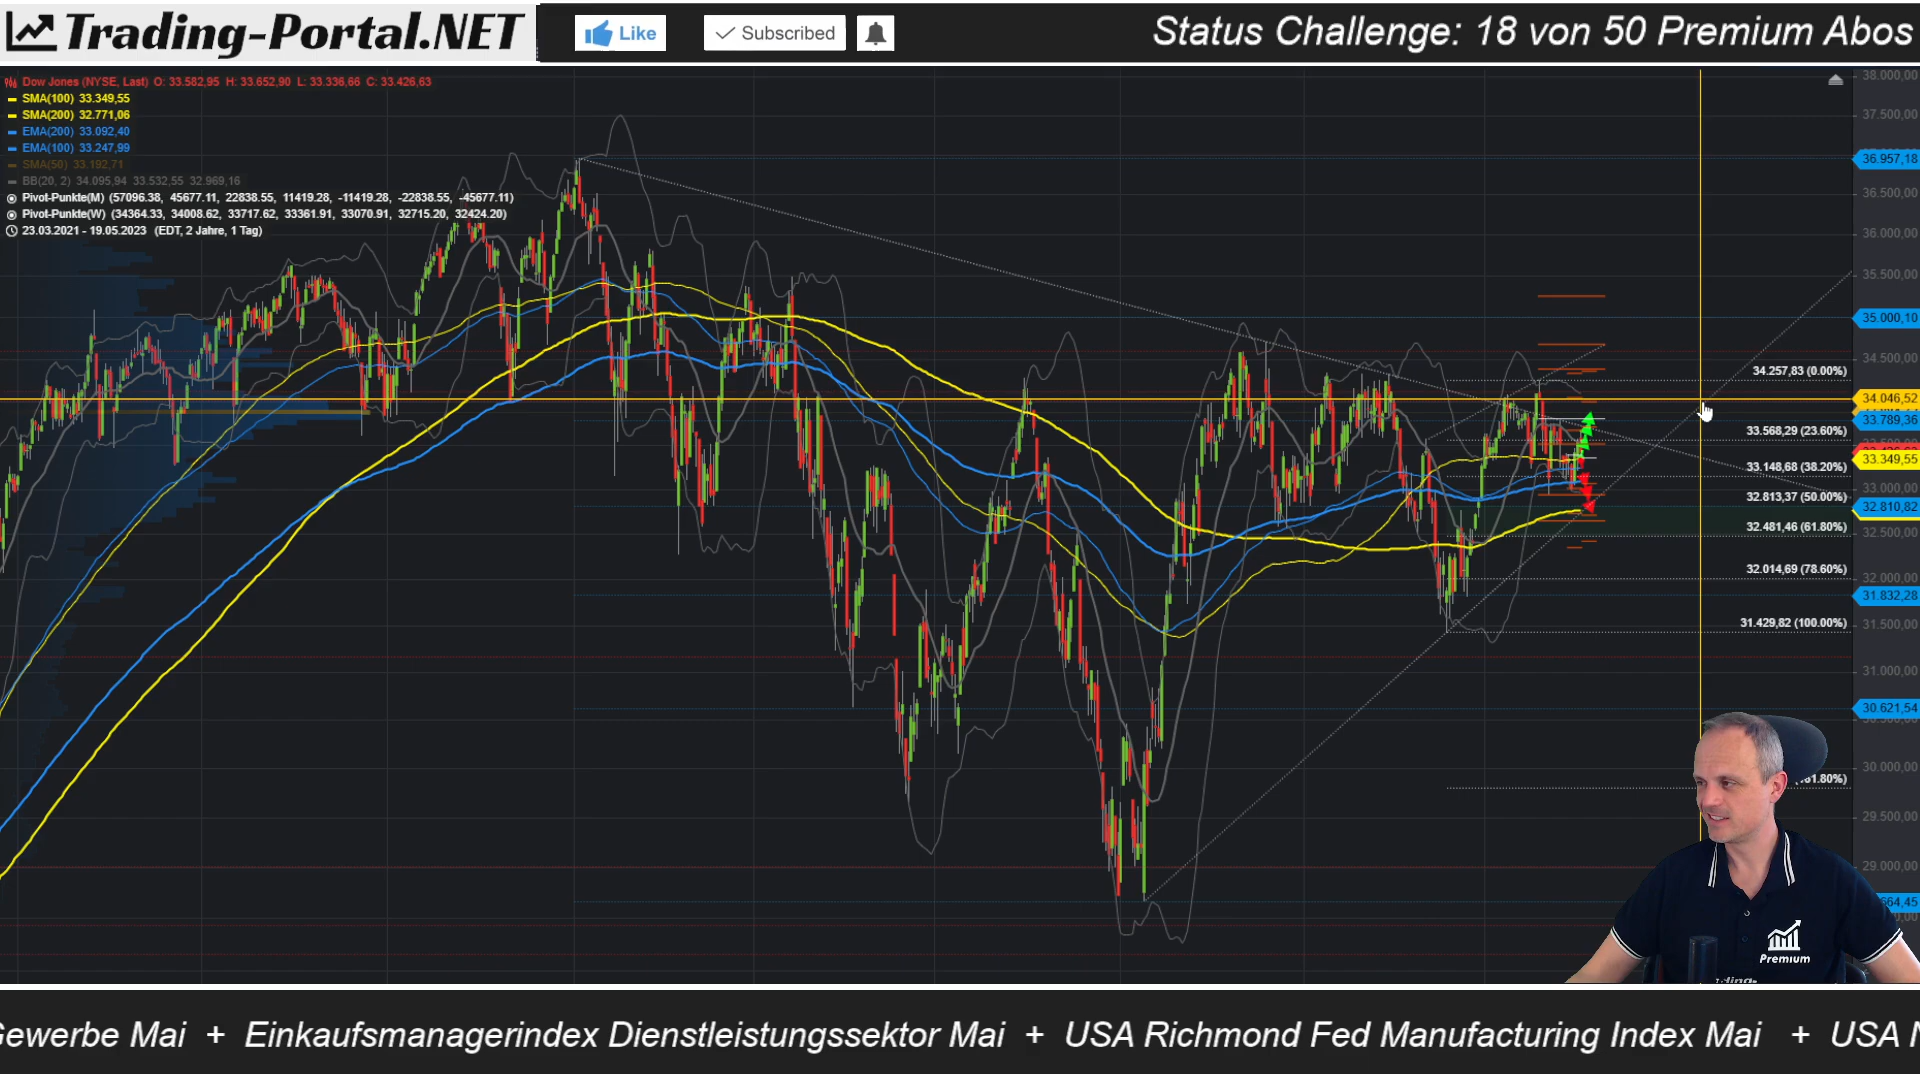 Trading-Portal.NET
Like
Subscribed
Status Challenge: 18 von 50 Premium Abos
Dow Jones (NYSE, Last) O: 33.582,95 H: 33.652,90 L: 33.336,66 C: 33.426,63
SMA(100) 33.349,55
SMA(200) 32.771,06
EMA(200) 33.092,40
EMA(100) 33.247,99
SMA(50) 33.192,71
BB(20, 2) 34.095,94 33.532,55 32.969,16
Pivot-Punkte(M) (57096.38, 45677.11, 22838.55, 11419.28, -11419.28, -22838.55, -45677.11)
Pivot-Punkte(W) (34364.33, 34008.62, 33717.62, 33361.91, 33070.91, 32715.20, 32424.20)
23.03.2021 - 19.05.2023 (EDT, 2 Jahre, 1 Tag)
38.000,00
37.500,00
36.957,18
36.500,00
36.000,00
35.500,00
35.000,10
34.500,00
34.257,83 (0.00%)
34.046,52
33.789,36
33.568,29 (23.60%)
33.349,55
33.148,68 (38.20%)
33.000,00
32.813,37 (50.00%)
32.810,82
32.481,46 (61.80%)
32.500,00
32.014,69 (78.60%)
32.000,00
31.832,28
31.429,82 (100.00%)
31.500,00
31.000,00
30.621,54
30.000,00
61.80%)
29.500,00
29.000,00
664,45
Premium
Gewerbe Mai + Einkaufsmanagerindex Dienstleistungssektor Mai + USA Richmond Fed Manufacturing Index Mai + USA